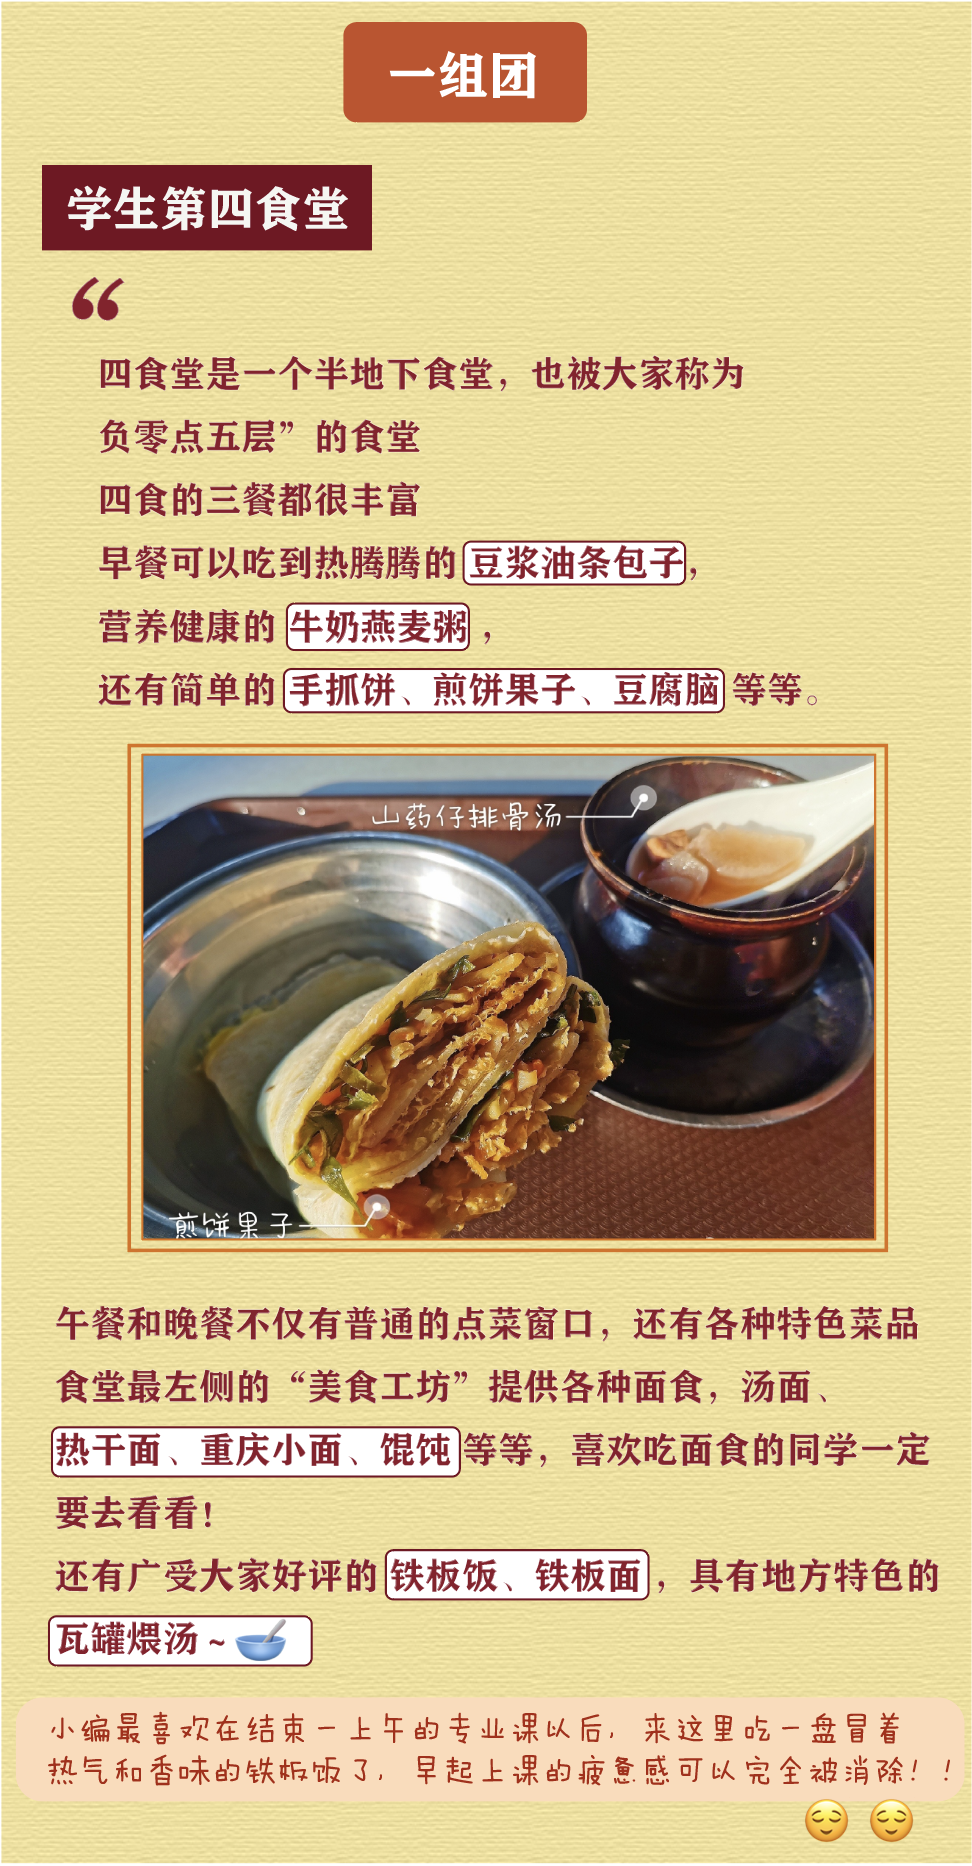 一组团
学生第四食堂
“
四食堂是一个半地下食堂，也被大家称为
负零点五层”的食堂
四食的三餐都很丰富
早餐可以吃到热腾腾的豆浆油条包子，
营养健康的牛奶燕麦粥，
还有简单的手抓饼、煎饼果子、豆腐脑等等。
山药仔排骨汤
煎饼果子
午餐和晚餐不仅有普通的点菜窗口，还有各种特色菜品
食堂最左侧的“美食工坊”提供各种面食，汤面、
热干面、重庆小面、馄饨等等，喜欢吃面食的同学一定
要去看看！
还有广受大家好评的铁板饭、铁板面，具有地方特色的
瓦罐煨汤~
小编最喜欢在结束一上午的专业课以后，来这里吃一盘冒着
热气和香味的铁板饭了，早起上课的疲惫感可以完全被消除！！